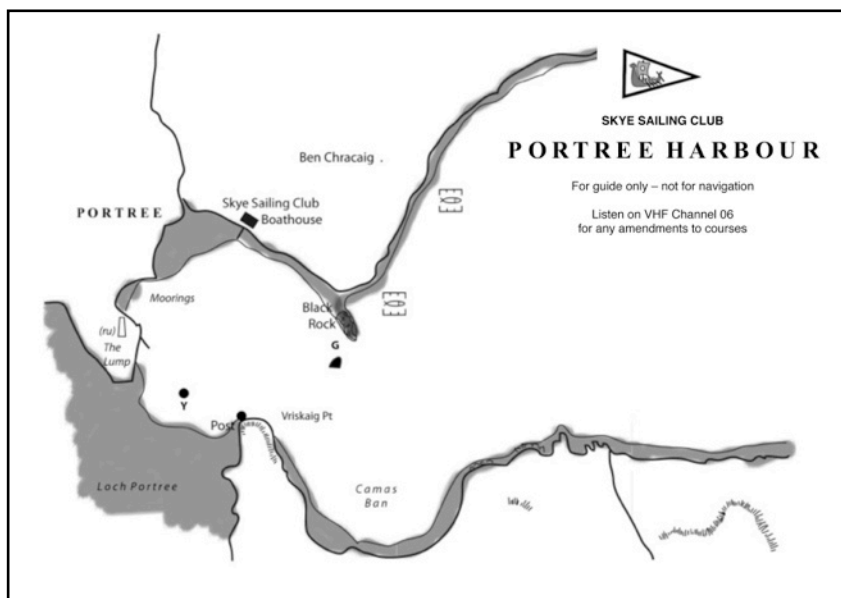 SKYE SAILING CLUB
PORTREE HARBOUR
For guide only – not for navigation
Listen on VHF Channel 06
for any amendments to courses
Ben Chracaig .
Skye Sailing Club
Boathouse
PORTREE
Moorings
Black
Rock
(ru)
The
Lump
G
Y
Post
Vriskaig Pt
Loch Portree
Camas
Ban